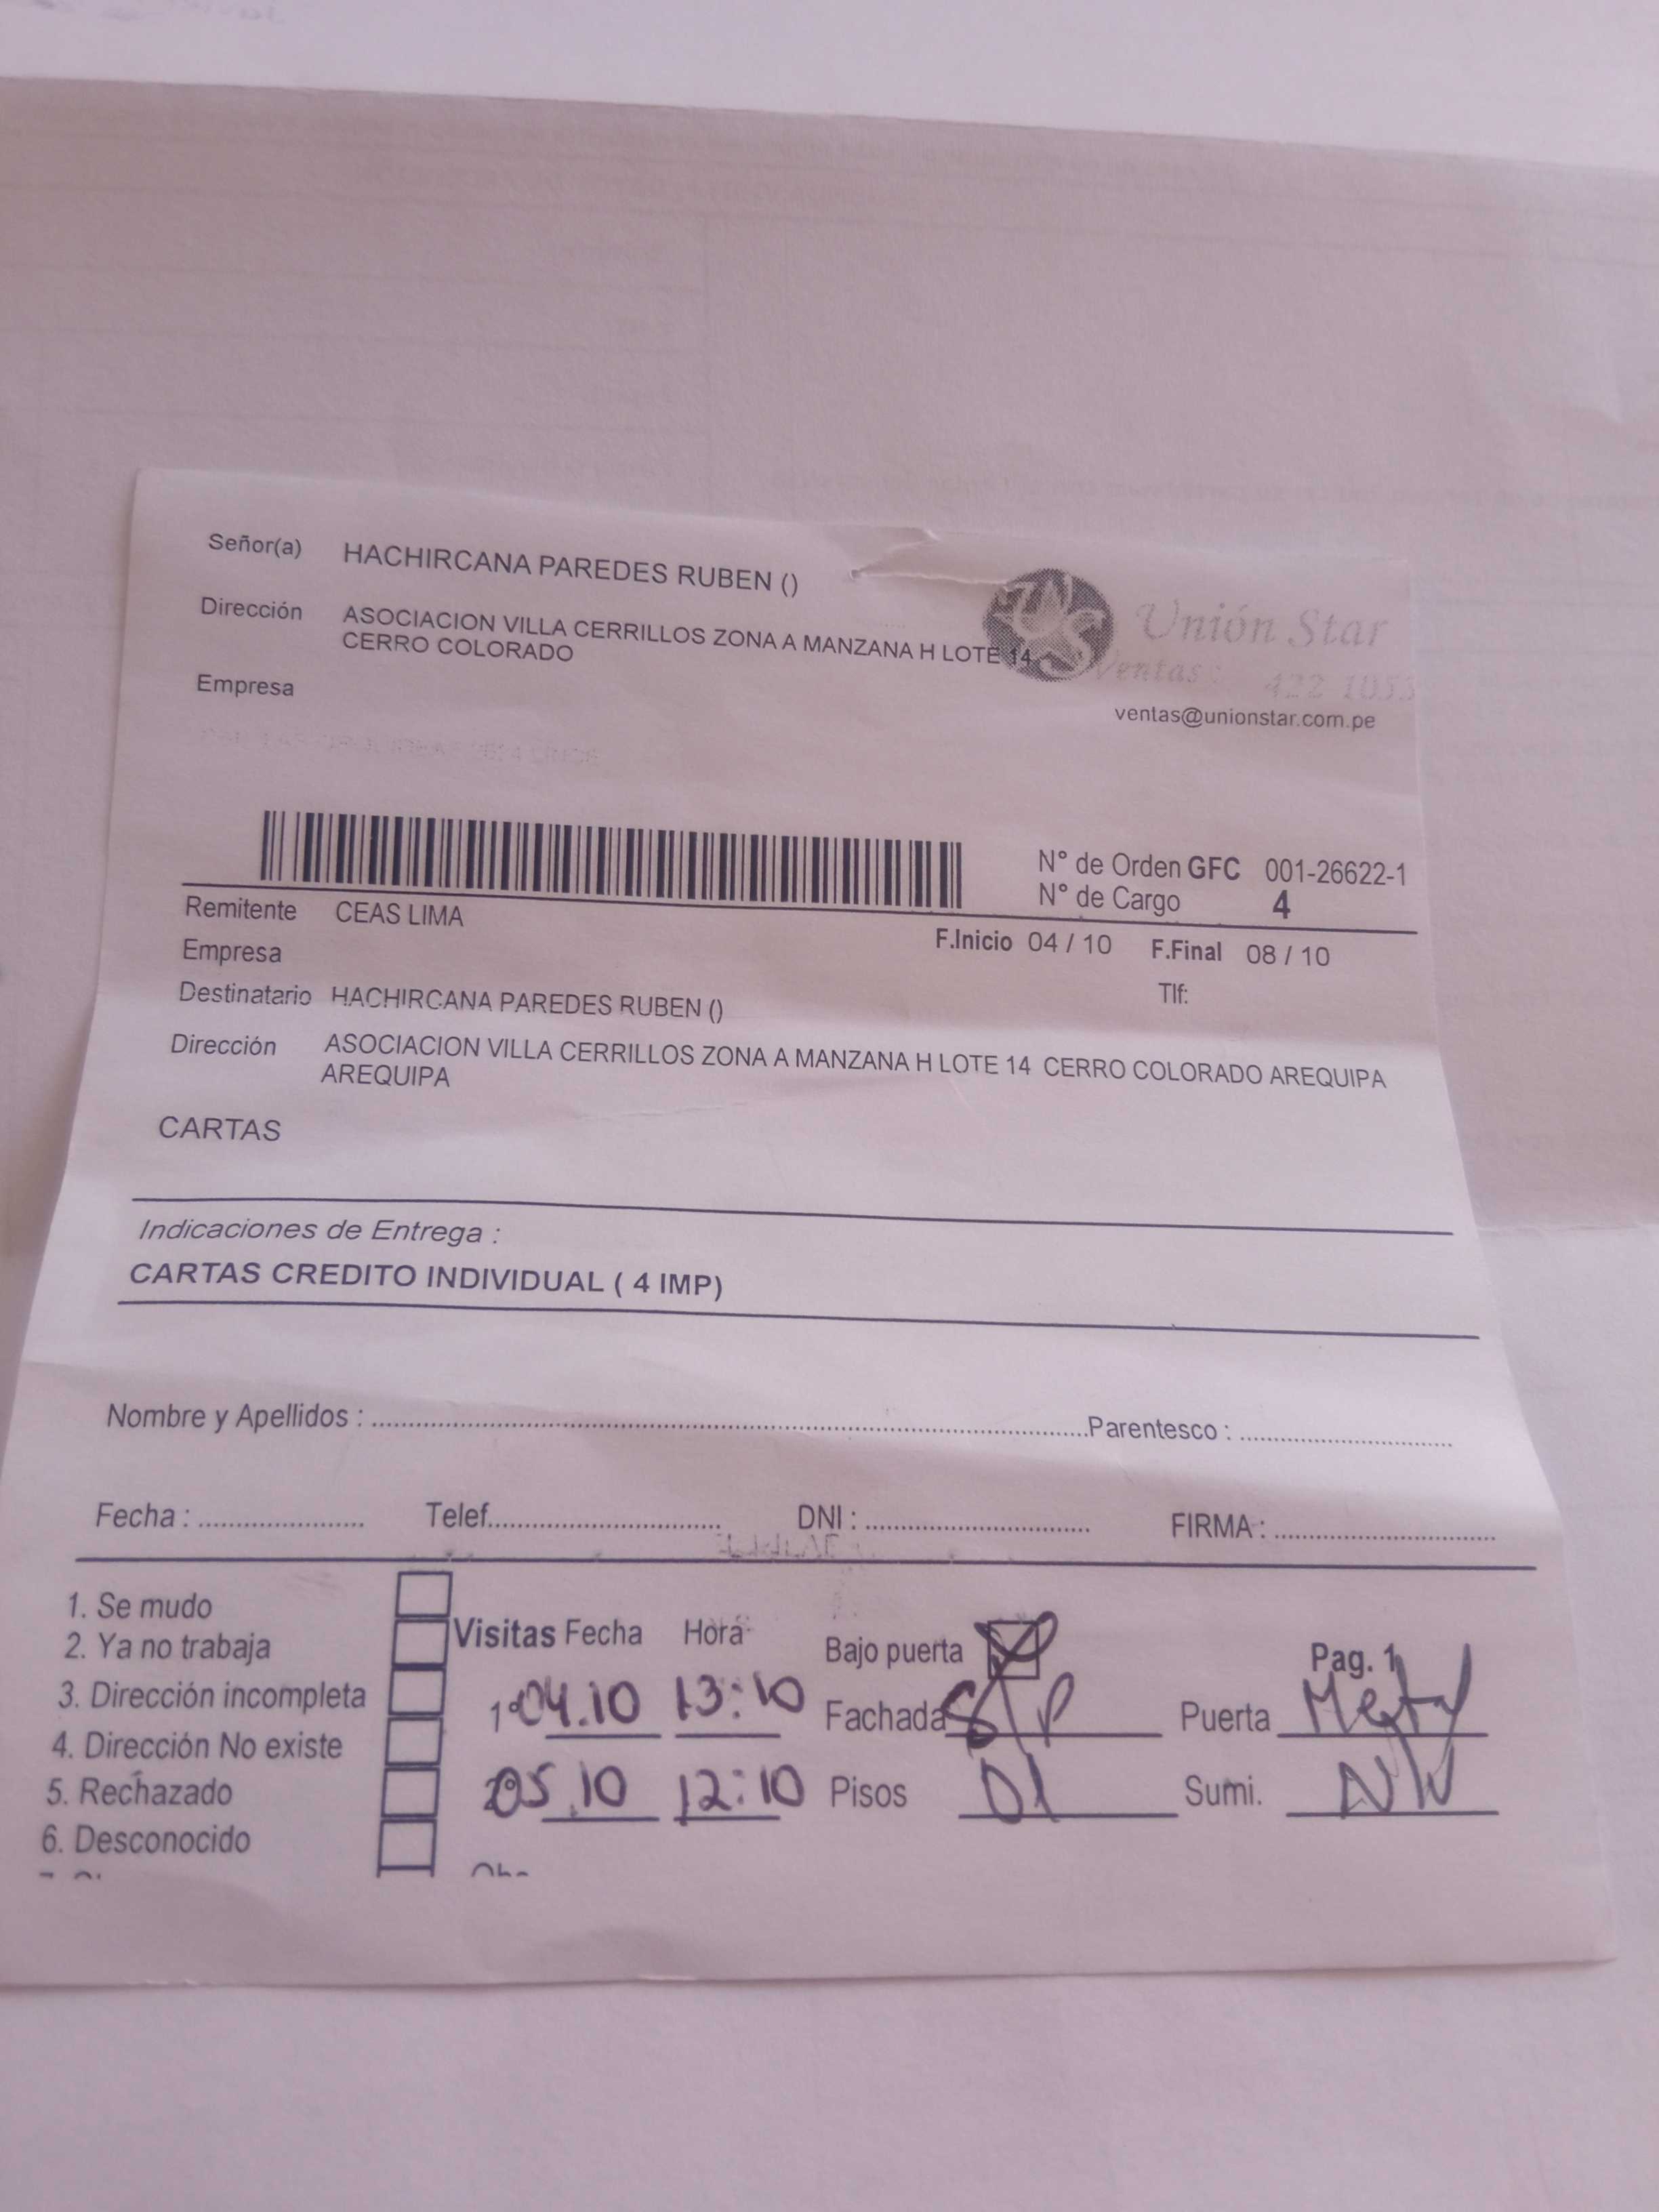 Señor(a) HACHIRCANA PAREDES RUBEN ()
Dirección ASOCIACION VILLA CERRILLOS ZONA A MANZANA H LOTE 14
CERRO COLORADO
Empresa
Unión Star
Ventas: 422 1055
ventas@unionstar.com.pe
N° de Orden GFC 001-26622-1
N° de Cargo 4
Remitente CEAS LIMA
F.Inicio 04 / 10 F.Final 08 / 10
Empresa
Destinatario HACHIRCANA PAREDES RUBEN () Tlf:
Dirección ASOCIACION VILLA CERRILLOS ZONA A MANZANA H LOTE 14 CERRO COLORADO AREQUIPA
AREQUIPA
CARTAS
Indicaciones de Entrega :
CARTAS CREDITO INDIVIDUAL ( 4 IMP)
Nombre y Apellidos : Parentesco :
Fecha : Telef. DNI : FIRMA :
1. Se mudo
2. Ya no trabaja
3. Dirección incompleta
4. Dirección No existe
5. Rechazado
6. Desconocido
Visitas Fecha Hora Bajo puerta Pag. 1
1° 04.10 13:10 Fachada S/P Puerta Metal
2° 05.10 12:10 Pisos 01 Sumi.